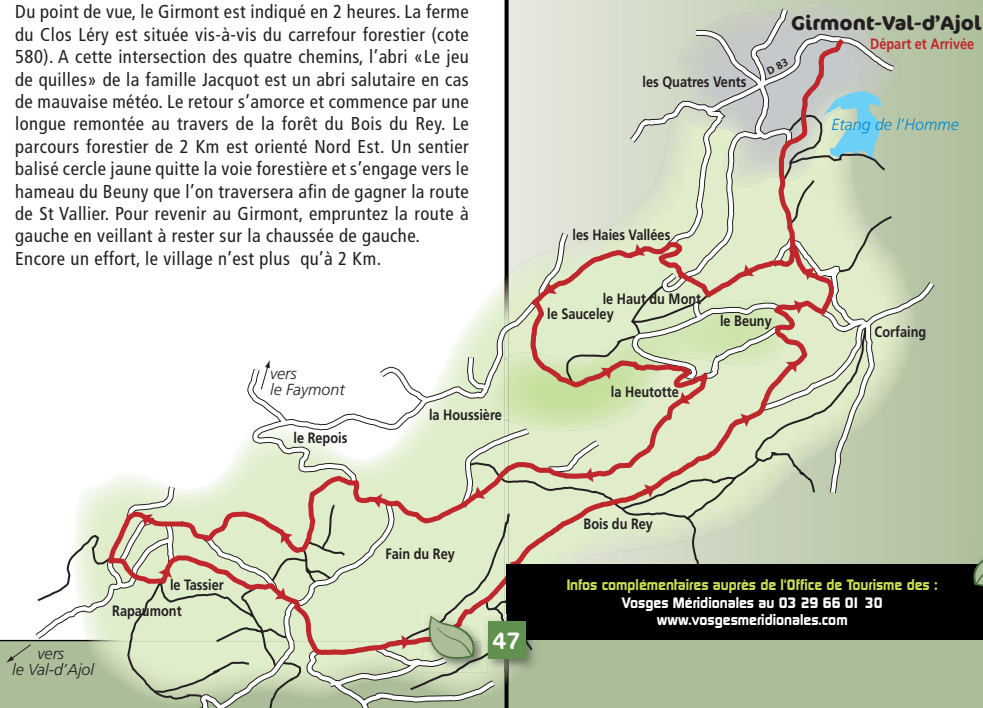 Du point de vue, le Girmont est indiqué en 2 heures. La ferme
du Clos Léry est située vis-à-vis du carrefour forestier (cote
580). A cette intersection des quatre chemins, l'abri «Le jeu
de quilles» de la famille Jacquot est un abri salutaire en cas
de mauvaise météo. Le retour s'amorce et commence par une
longue remontée au travers de la forêt du Bois du Rey. Le
parcours forestier de 2 Km est orienté Nord Est. Un sentier
balisé cercle jaune quitte la voie forestière et s'engage vers le
hameau du Beuny que l'on traversera afin de gagner la route
de St Vallier. Pour revenir au Girmont, empruntez la route à
gauche en veillant à rester sur la chaussée de gauche.
Encore un effort, le village n'est plus qu'à 2 Km.
Girmont-Val-d'Ajol
Départ et Arrivée
D 83
les Quatres Vents
Etang de l'Homme
les Haies Vallées
le Haut du Mont
le Sauceley
le Beuny
Corfaing
vers
le Faymont
la Heutotte
la Houssière
le Repois
Bois du Rey
Fain du Rey
le Tassier
Rapaumont
vers
le Val-d'Ajol
Infos complémentaires auprès de l'Office de Tourisme des :
Vosges Méridionales au 03 29 66 01 30
www.vosgesmeridionales.com
47